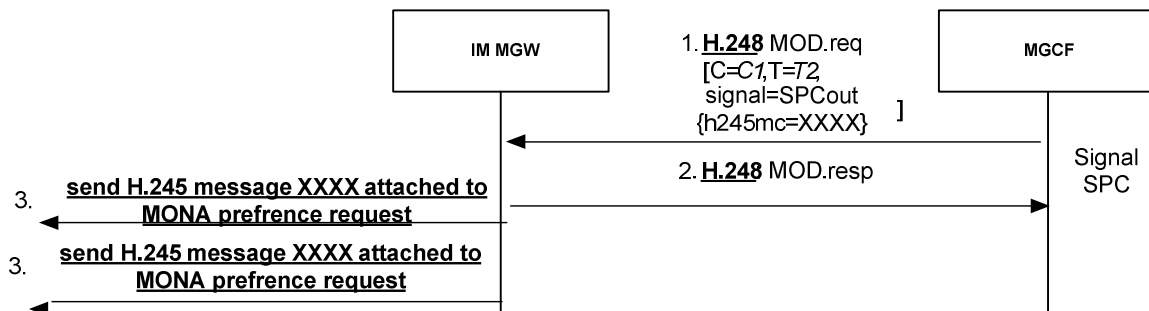 IM MGW
MGCF
1. H.248 MOD.req
[C=C1,T=T2,
signal=SPCout
{h245mc=XXXX} ]
2. H.248 MOD.resp
Signal
SPC
3. send H.245 message XXXX attached to
MONA prefrence request
3. send H.245 message XXXX attached to
MONA prefrence request